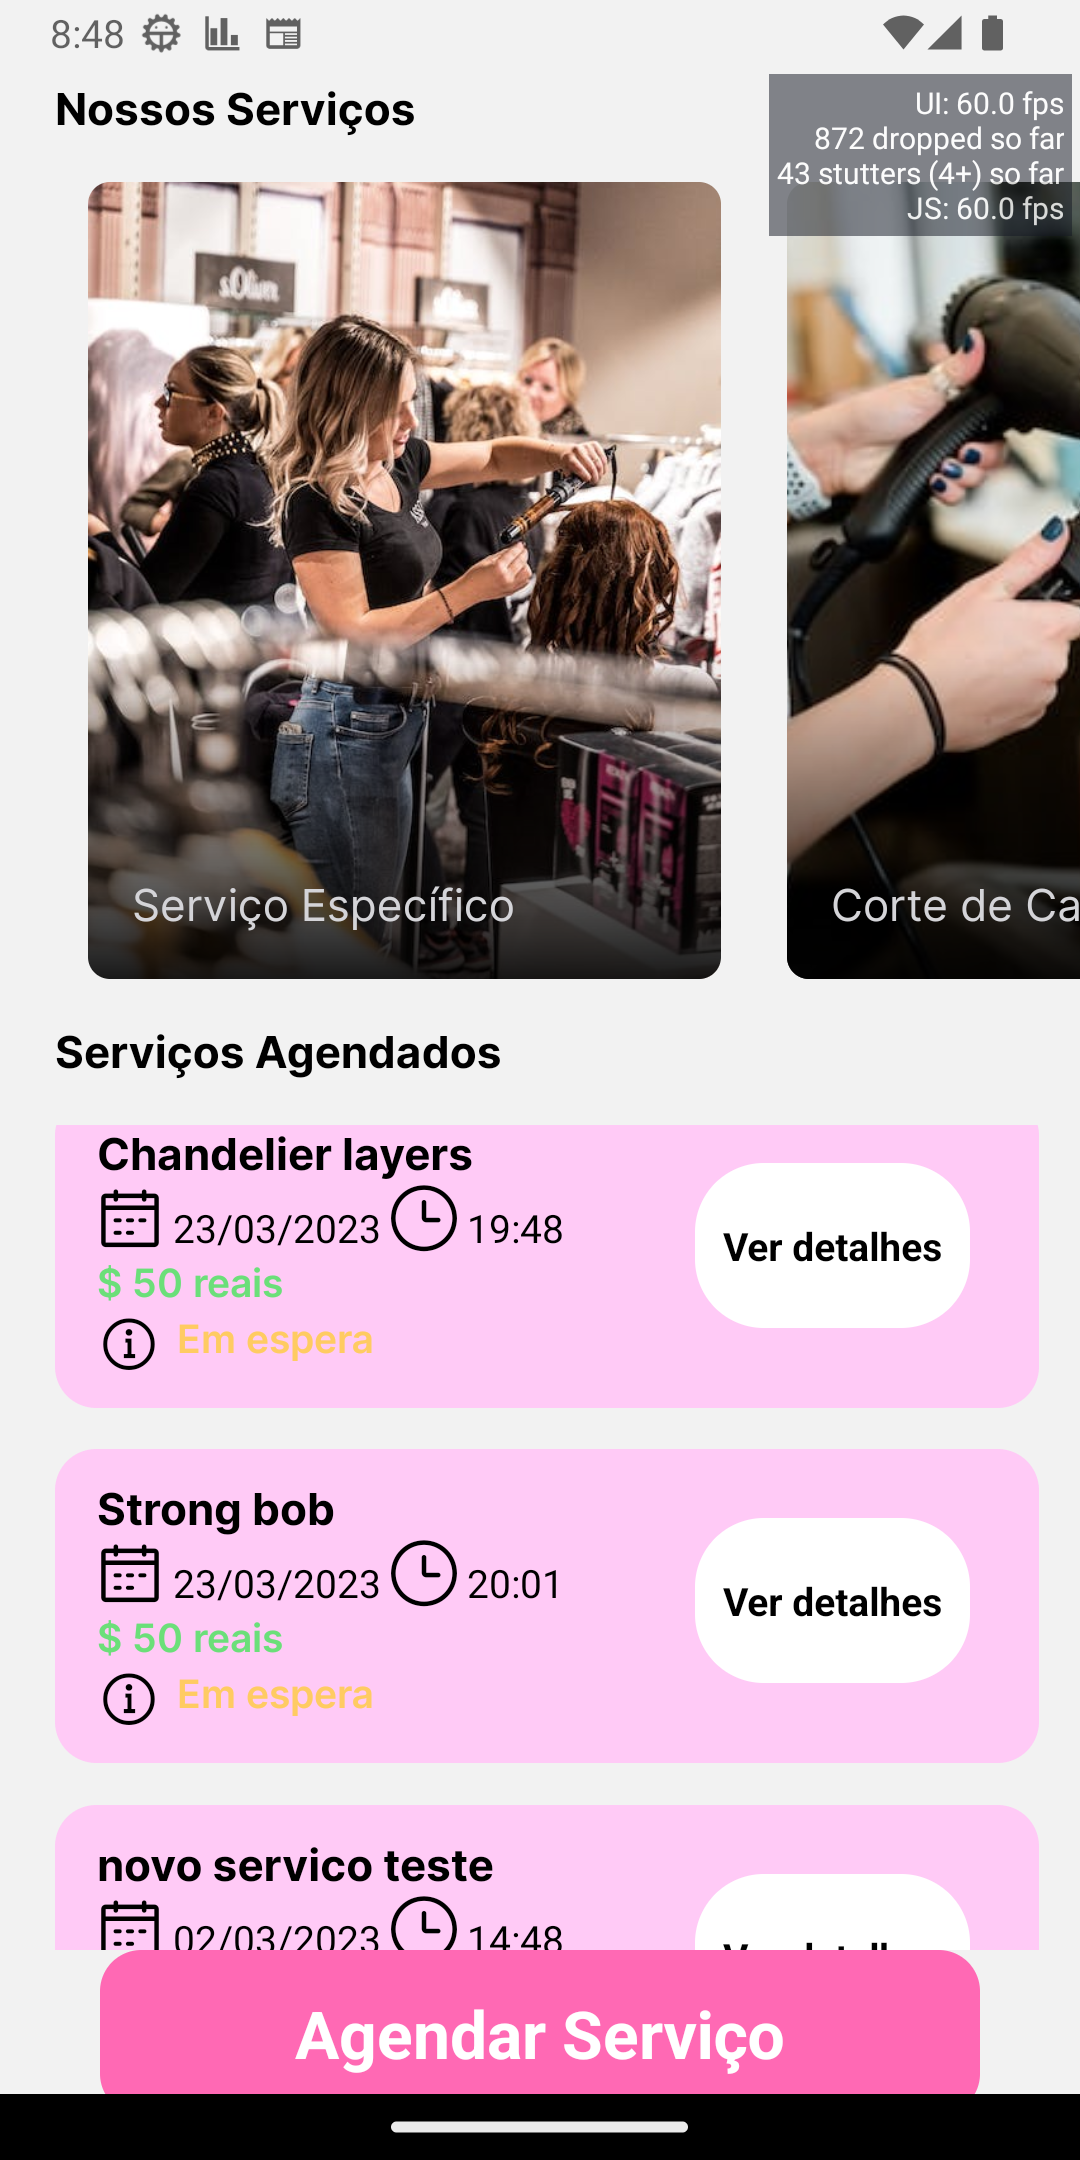 8:48
Nossos Serviços
UI: 60.0 fps
872 dropped so far
43 stutters (4+) so far
JS: 60.0 fps
s.Oliver
Serviço Específico
Corte de Ca
Serviços Agendados
Chandelier layers
23/03/2023 19:48
$ 50 reais
Em espera
Ver detalhes
Strong bob
23/03/2023 20:01
$ 50 reais
Em espera
Ver detalhes
novo servico teste
02/03/2023 14:48
Agendar Serviço